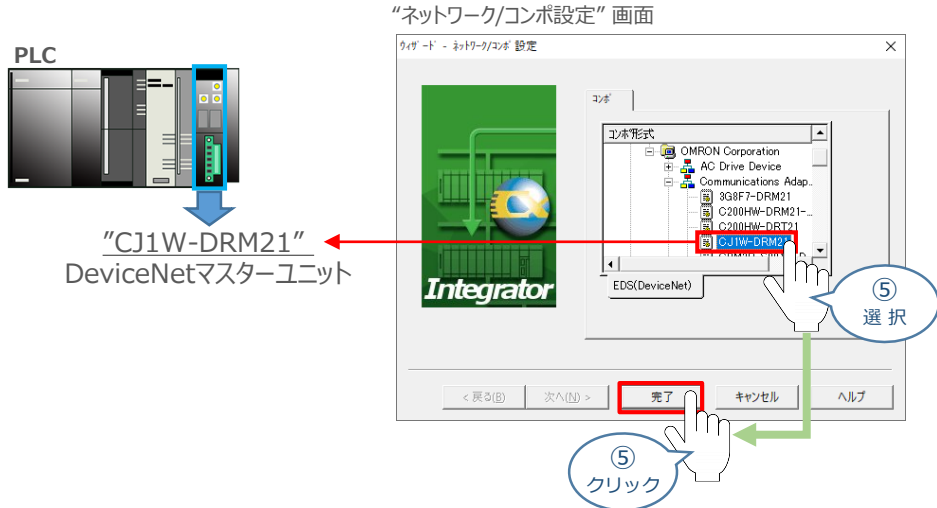 “ネットワーク/コンポ設定” 画面
PLC
ｳｨｻﾞｰﾄﾞ - ﾈｯﾄﾜｰｸ/ｺﾝﾎﾟ 設定
ｺﾝﾎﾟ
ｺﾝﾎﾟ形式
OMRON Corporation
AC Drive Device
Communications Adap.
3G8F7-DRM21
C200HW-DRM21-...
C200HW-DRT21
CJ1W-DRM2
EDS(DeviceNet)
Integrator
”CJ1W-DRM21”
DeviceNetマスターユニット
⑤
選 択
< 戻る(B)
次へ(N) >
完了
キャンセル
ヘルプ
⑤
クリック